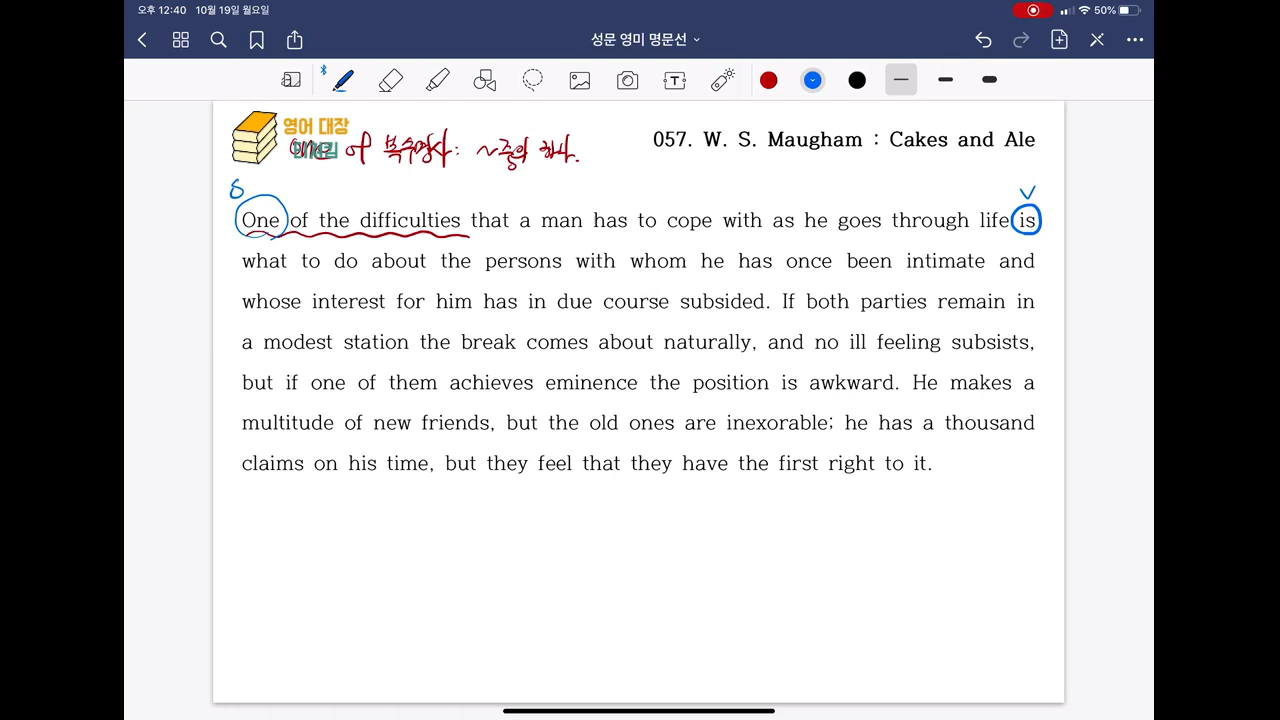 오후 12:40 10월 19일 월요일 50%
성문 영미 명문선
영어 대장
of 복수명사: ~중의 하나.
057. W. S. Maugham : Cakes and Ale
S V
One of the difficulties that a man has to cope with as he goes through life is
what to do about the persons with whom he has once been intimate and
whose interest for him has in due course subsided. If both parties remain in
a modest station the break comes about naturally, and no ill feeling subsists,
but if one of them achieves eminence the position is awkward. He makes a
multitude of new friends, but the old ones are inexorable; he has a thousand
claims on his time, but they feel that they have the first right to it.